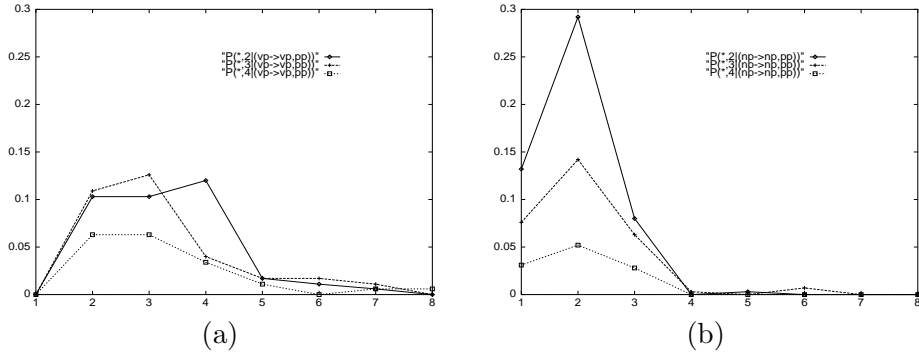 0.3
0.25
0.2
0.15
0.1
0.05
0
1 2 3 4 5 6 7 8
"P(*,2|(vp->vp,pp))"
"P(*,3|(vp->vp,pp))"
"P(*,4|(vp->vp,pp))"
(a)
0.3
0.25
0.2
0.15
0.1
0.05
0
1 2 3 4 5 6 7 8
"P(*,2|(np->np,pp))"
"P(*,3|(np->np,pp))"
"P(*,4|(np->np,pp))"
(b)